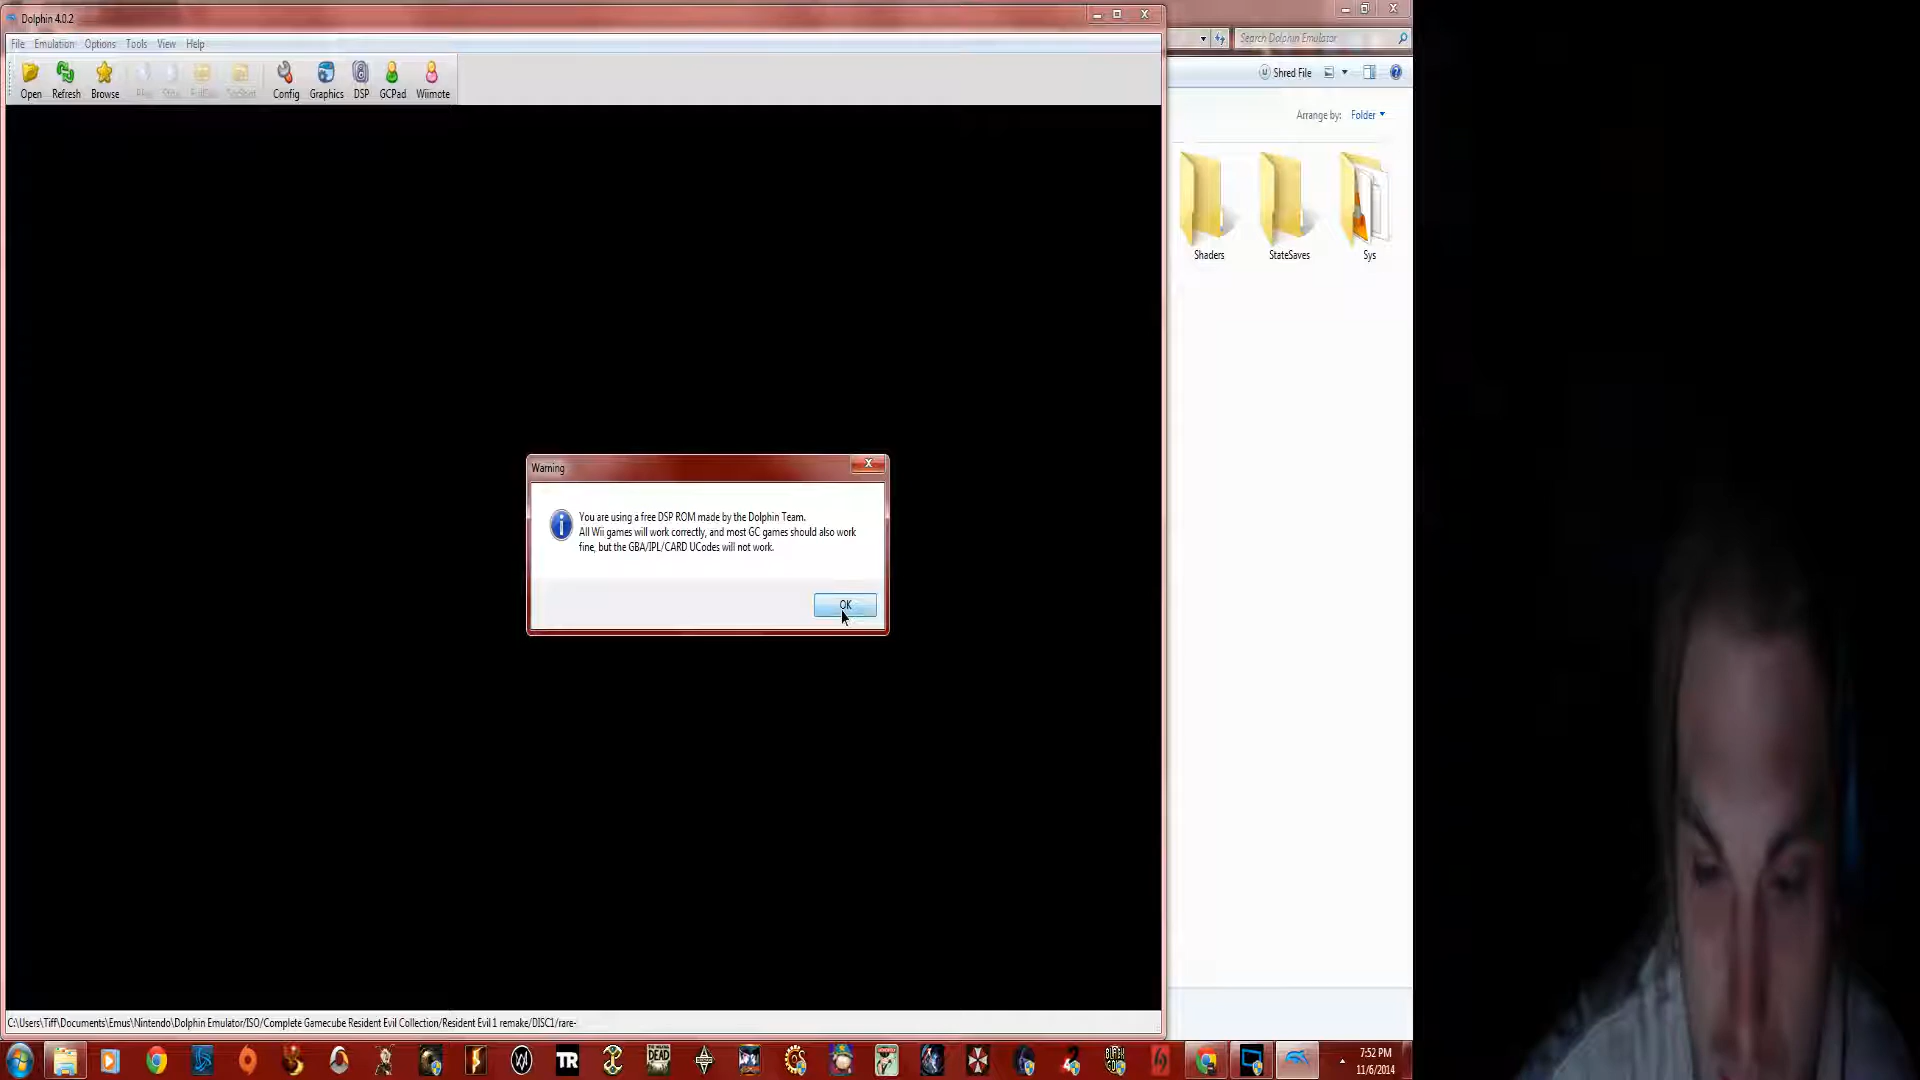 Dolphin 4.0.2
File Emulation Options Tools View Help
Search Dolphin Emulator
Open Refresh Browse Config Graphics DSP GCPad Wiimote
Shred File
Arrange by: Folder
Shaders StateSaves Sys
Warning
You are using a free DSP ROM made by the Dolphin Team.
All Wii games will work correctly, and most GC games should also work
fine, but the GBA/IPL/CARD UCodes will not work.
OK
C:\Users\Tiff\Documents\Emus\Nintendo\Dolphin Emulator/ISO/Complete Gamecube Resident Evil Collection/Resident Evil 1 remake/DISC1/rare-
TR
DEAD
7:52 PM
11/6/2014